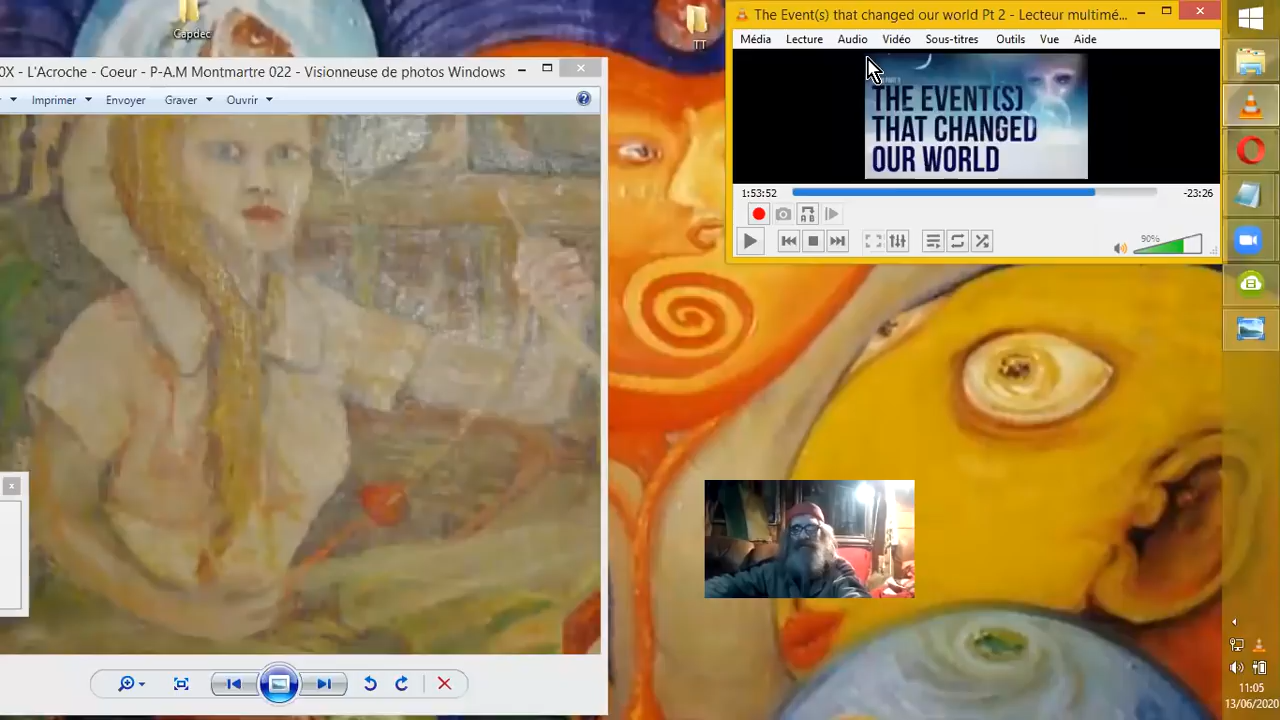 Capdec
TT
0X - L'Acroche - Coeur - P-A.M Montmartre 022 - Visionneuse de photos Windows
Imprimer
Envoyer
Graver
Ouvrir
The Event(s) that changed our world Pt 2 - Lecteur multimé...
Média
Lecture
Audio
Vidéo
Sous-titres
Outils
Vue
Aide
THE EVENT(S)
THAT CHANGED
OUR WORLD
1:53:52
-23:26
A B
90%
11:05
13/06/2020